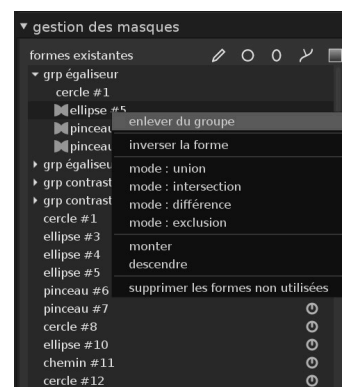 gestion des masques
formes existantes
grp égaliseur
cercle #1
ellipse #5
enlever du groupe
pinceau
inverser la forme
pinceau
mode : union
grp égaliseu
mode : intersection
grp contrast
mode : différence
grp contrast
mode : exclusion
cercle #1
ellipse #3
monter
ellipse #4
descendre
ellipse #5
supprimer les formes non utilisées
pinceau #6
pinceau #7
cercle #8
ellipse #10
chemin #11
cercle #12